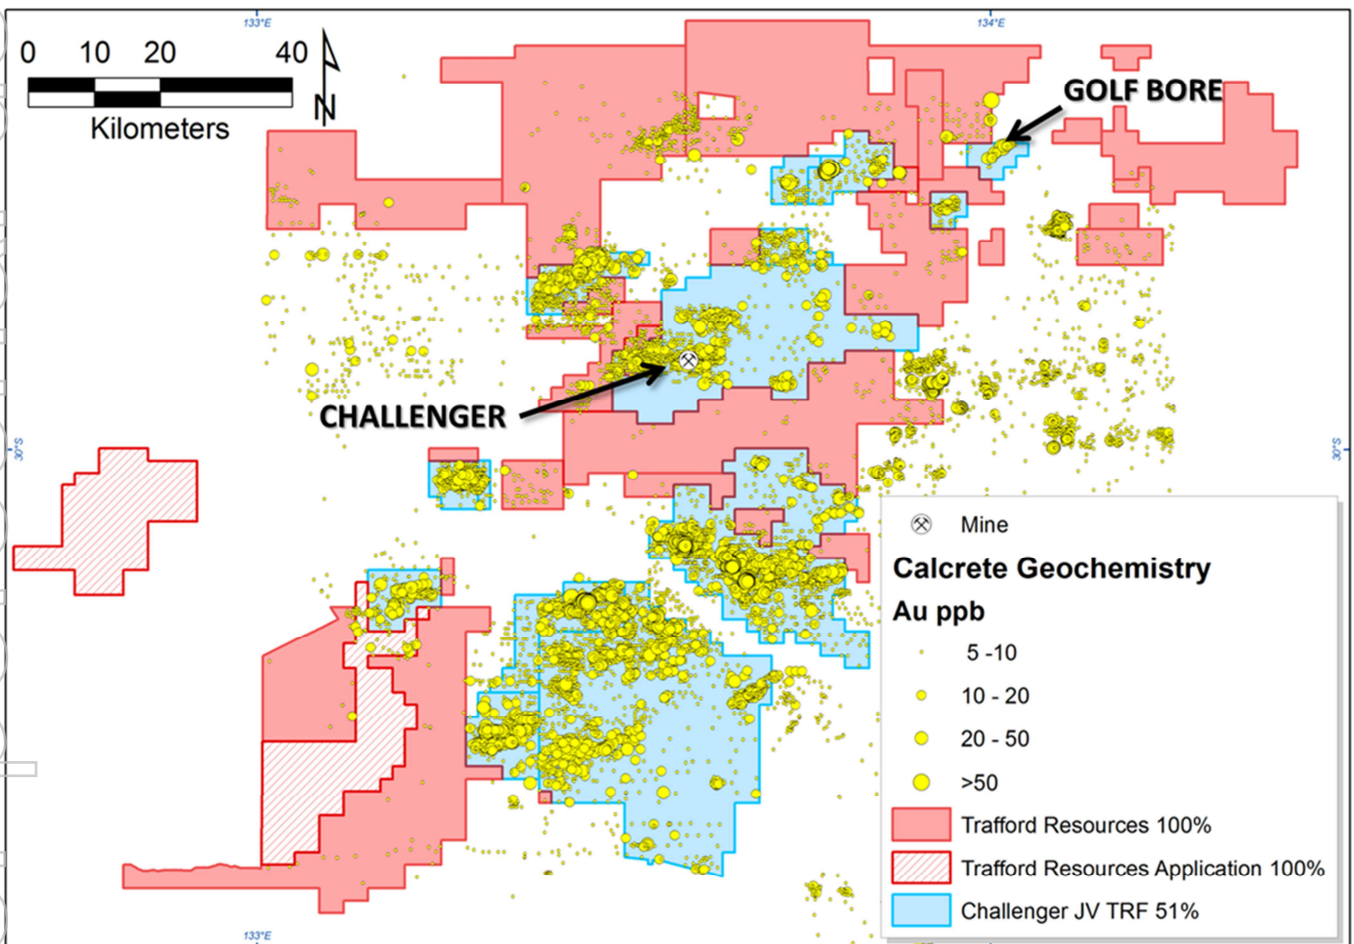 133°E
134°E
0 10 20 40
Kilometers
N
GOLF BORE
CHALLENGER
30°S
30°S
Mine
Calcrete Geochemistry
Au ppb
5 -10
10 - 20
20 - 50
>50
Trafford Resources 100%
Trafford Resources Application 100%
Challenger JV TRF 51%
133°E